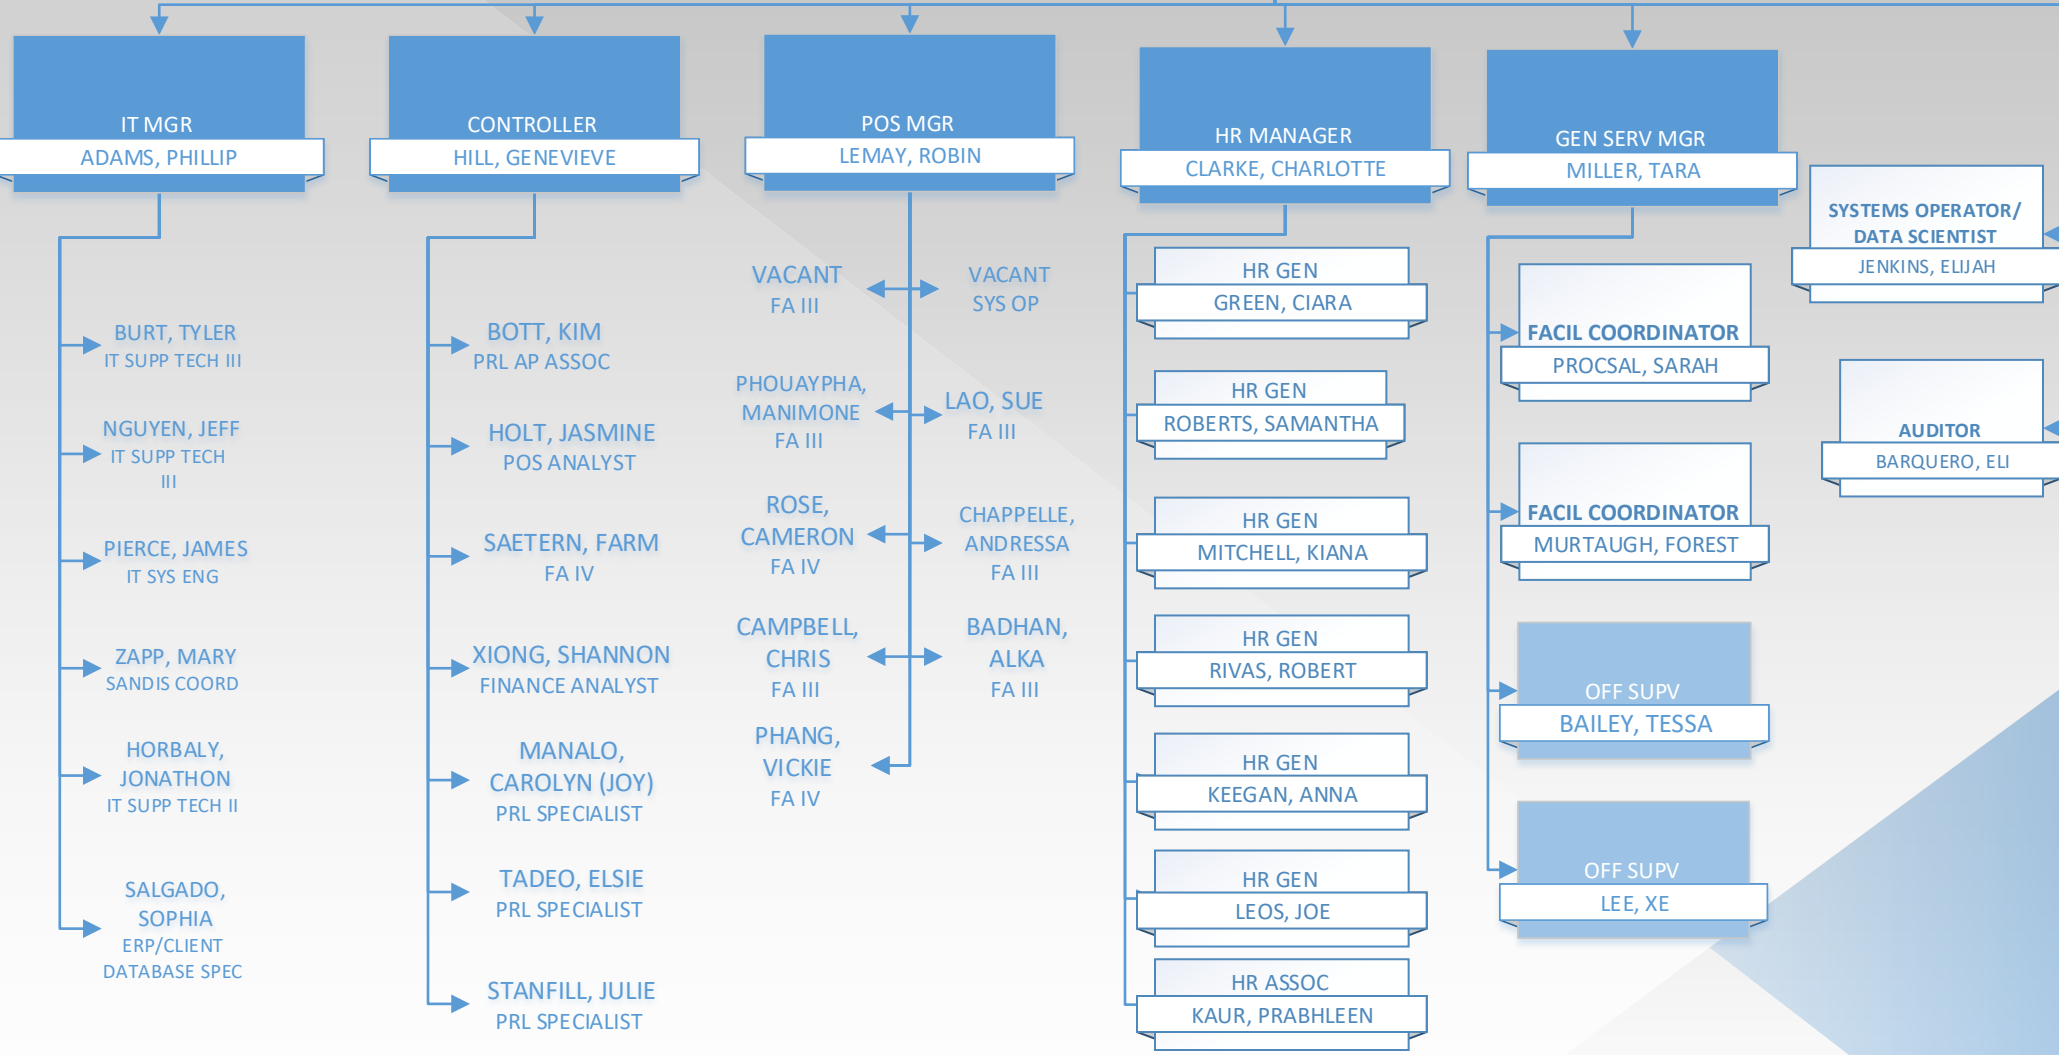 IT MGR
ADAMS, PHILLIP
BURT, TYLER
IT SUPP TECH III
NGUYEN, JEFF
IT SUPP TECH
III
PIERCE, JAMES
IT SYS ENG
ZAPP, MARY
SANDIS COORD
HORBALY,
JONATHON
IT SUPP TECH II
SALGADO,
SOPHIA
ERP/CLIENT
DATABASE SPEC
CONTROLLER
HILL, GENEVIEVE
BOTT, KIM
PRL AP ASSOC
HOLT, JASMINE
POS ANALYST
SAETERN, FARM
FA IV
XIONG, SHANNON
FINANCE ANALYST
MANALO,
CAROLYN (JOY)
PRL SPECIALIST
TADEO, ELSIE
PRL SPECIALIST
STANFILL, JULIE
PRL SPECIALIST
POS MGR
LEMAY, ROBIN
VACANT
FA III
VACANT
SYS OP
PHOUAYPHA,
MANIMONE
FA III
LAO, SUE
FA III
ROSE,
CAMERON
FA IV
CHAPPELLE,
ANDRESSA
FA III
CAMPBELL,
CHRIS
FA III
BADHAN,
ALKA
FA III
PHANG,
VICKIE
FA IV
HR MANAGER
CLARKE, CHARLOTTE
HR GEN
GREEN, CIARA
HR GEN
ROBERTS, SAMANTHA
HR GEN
MITCHELL, KIANA
HR GEN
RIVAS, ROBERT
HR GEN
KEEGAN, ANNA
HR GEN
LEOS, JOE
HR ASSOC
KAUR, PRABHLEEN
GEN SERV MGR
MILLER, TARA
FACIL COORDINATOR
PROCSAL, SARAH
FACIL COORDINATOR
MURTAUGH, FOREST
OFF SUPV
BAILEY, TESSA
OFF SUPV
LEE, XE
SYSTEMS OPERATOR/
DATA SCIENTIST
JENKINS, ELIJAH
AUDITOR
BARQUERO, ELI